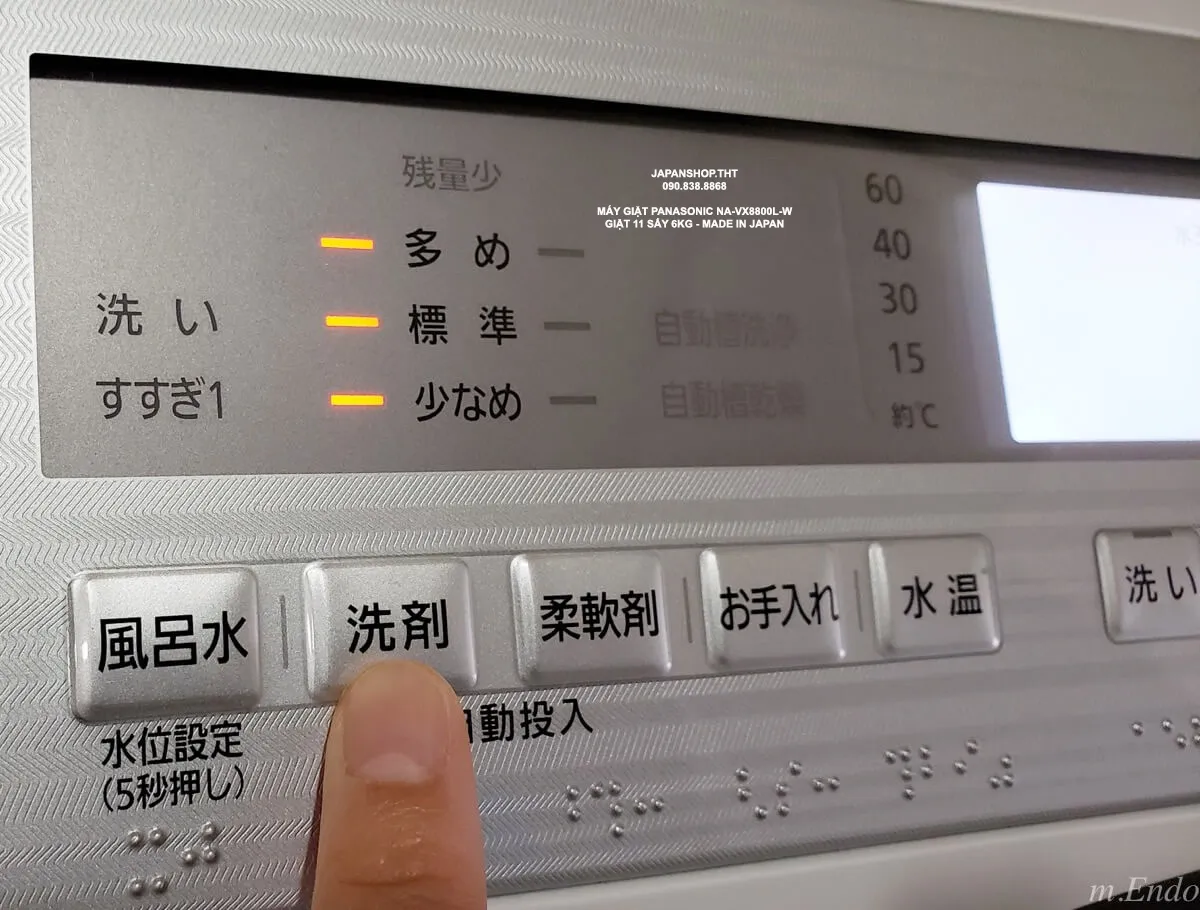 残量少
多め
標準
少なめ
洗い
すすぎ1
自動槽洗浄
自動槽乾燥
60
40
30
15
約℃
JAPANSHOP.THT
090.838.8868
MÁY GIẶT PANASONIC NA-VX8800L-W
GIẶT 11 SẤY 6KG - MADE IN JAPAN
風呂水
洗剤
柔軟剤
お手入れ
水温
洗い
水位設定
(5秒押し)
動投入
m.Endo